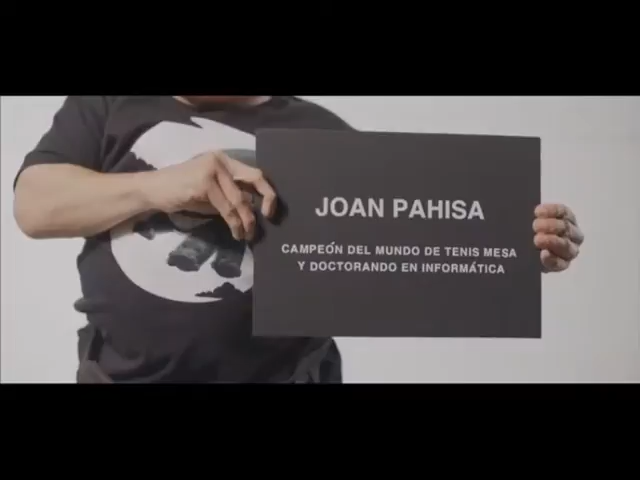 JOAN PAHISA
CAMPEÓN DEL MUNDO DE TENIS MESA
Y DOCTORANDO EN INFORMÁTICA